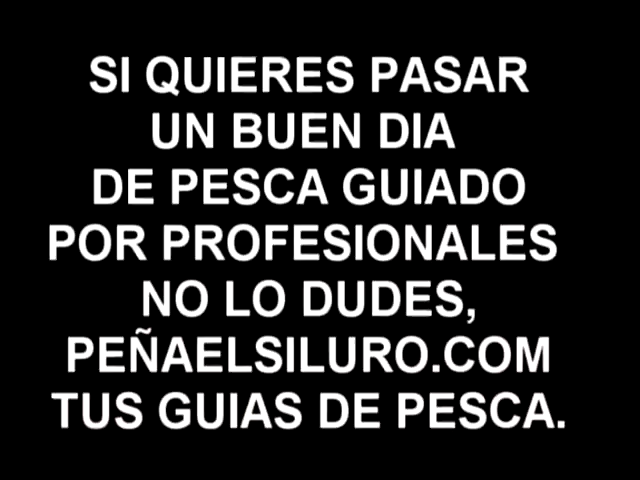 SI QUIERES PASAR
UN BUEN DIA
DE PESCA GUIADO
POR PROFESIONALES
NO LO DUDES,
PEÑAELSILURO.COM
TUS GUIAS DE PESCA.